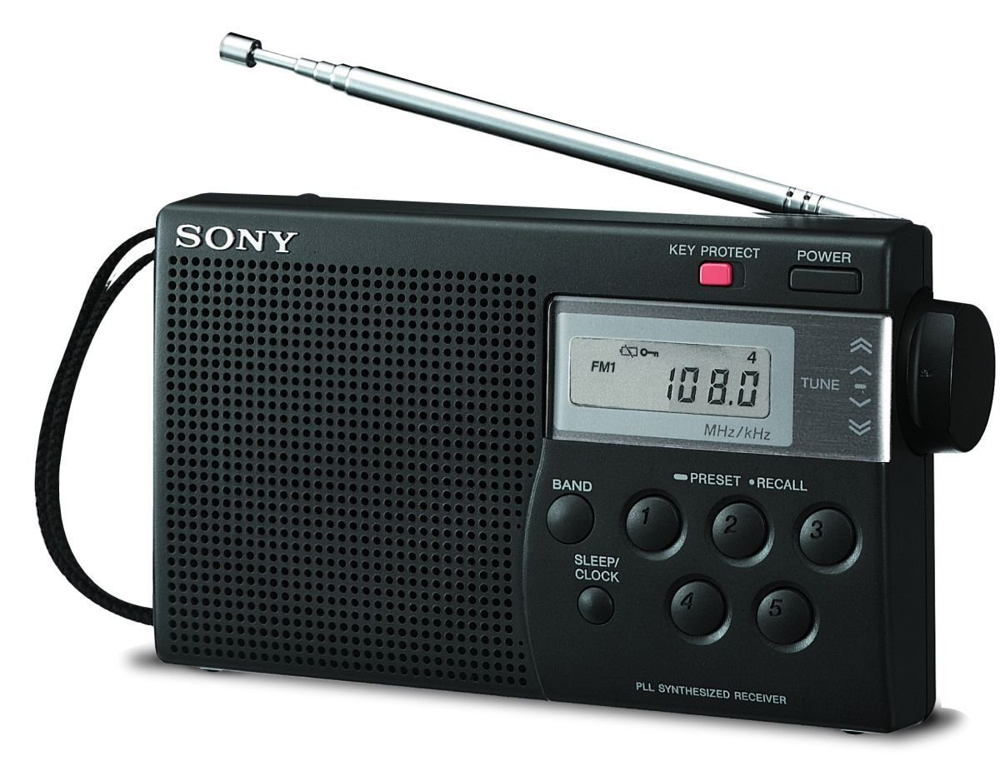 SONY
KEY PROTECT
POWER
FM1
4
108.0
MHz/kHz
TUNE
BAND
PRESET •RECALL
1
2
3
SLEEP/
CLOCK
4
5
PLL SYNTHESIZED RECEIVER